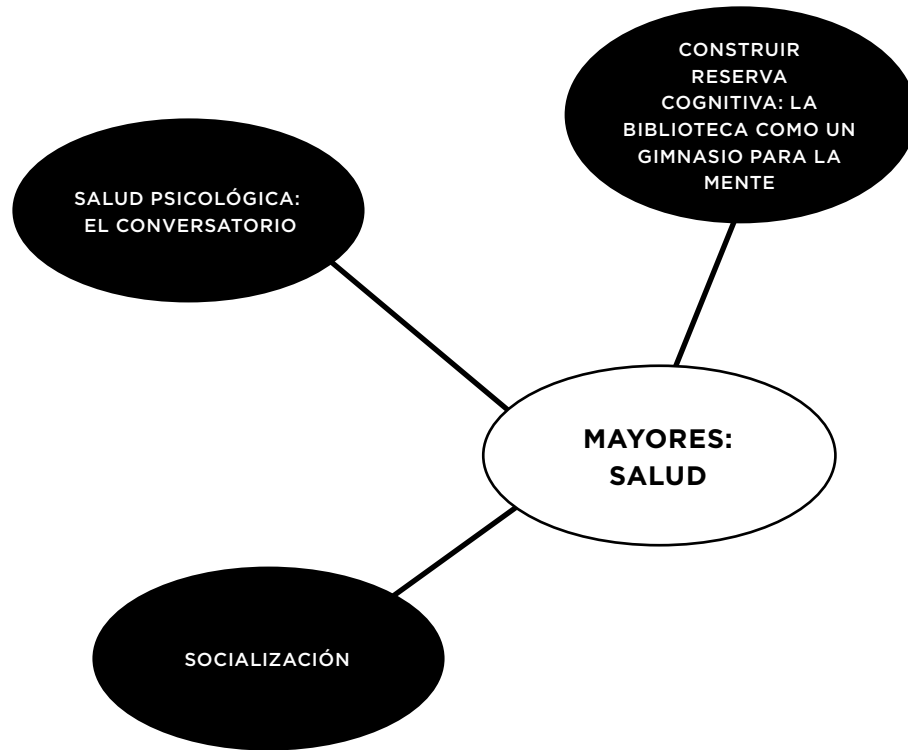 CONSTRUIR
RESERVA
COGNITIVA: LA
BIBLIOTECA COMO UN
GIMNASIO PARA LA
MENTE
SALUD PSICOLÓGICA:
EL CONVERSATORIO
MAYORES:
SALUD
SOCIALIZACIÓN